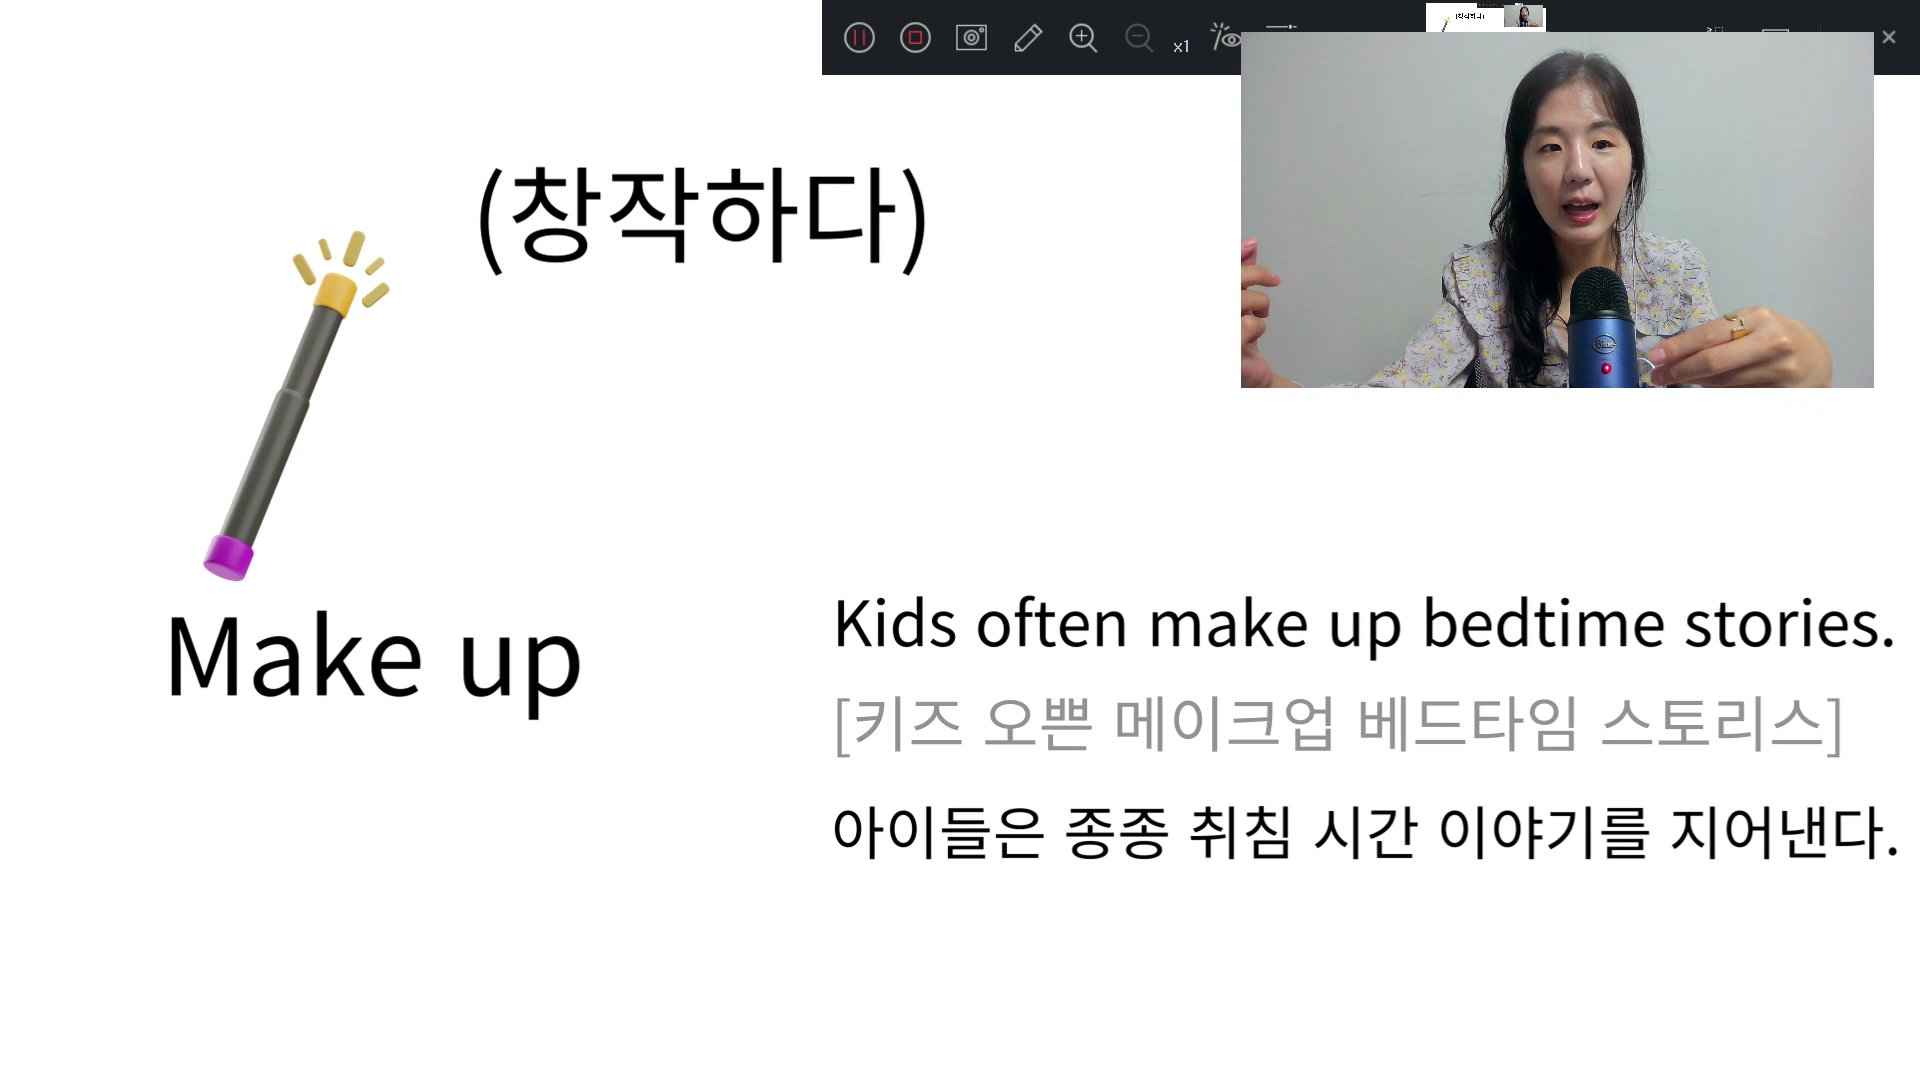 x1
(창작하다)
Make up
Kids often make up bedtime stories.
[키즈 오쁜 메이크업 베드타임 스토리스]
아이들은 종종 취침 시간 이야기를 지어낸다.